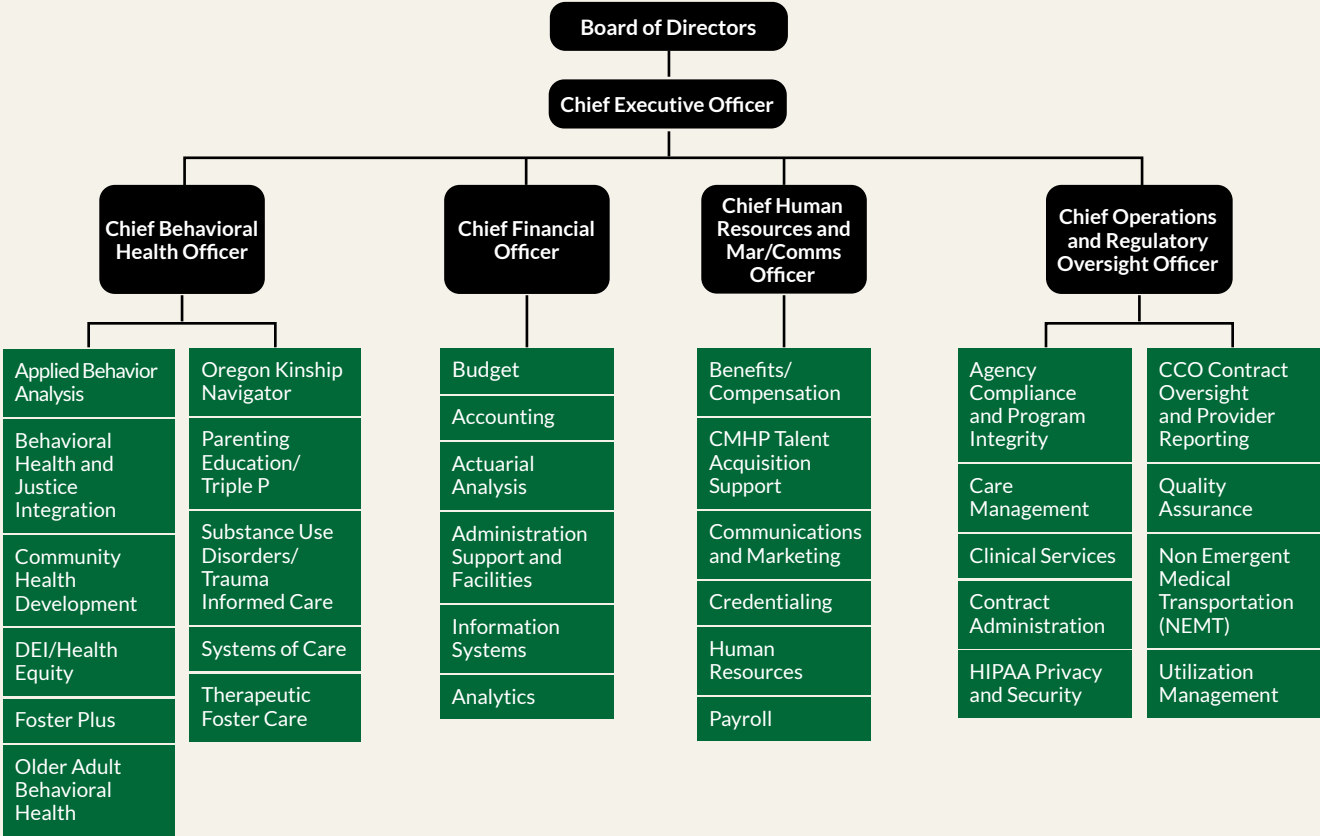 Board of Directors
Chief Executive Officer
Chief Behavioral
Health Officer
Chief Financial
Officer
Chief Human
Resources and
Mar/Comms
Officer
Chief Operations
and Regulatory
Oversight Officer
Applied Behavior
Analysis
Behavioral
Health and
Justice
Integration
Community
Health
Development
DEI/Health
Equity
Foster Plus
Older Adult
Behavioral
Health
Oregon Kinship
Navigator
Parenting
Education/
Triple P
Substance Use
Disorders/
Trauma
Informed Care
Systems of Care
Therapeutic
Foster Care
Budget
Accounting
Actuarial
Analysis
Administration
Support and
Facilities
Information
Systems
Analytics
Benefits/
Compensation
CMHP Talent
Acquisition
Support
Communications
and Marketing
Credentialing
Human
Resources
Payroll
Agency
Compliance
and Program
Integrity
Care
Management
Clinical Services
Contract
Administration
HIPAA Privacy
and Security
CCO Contract
Oversight
and Provider
Reporting
Quality
Assurance
Non Emergent
Medical
Transportation
(NEMT)
Utilization
Management